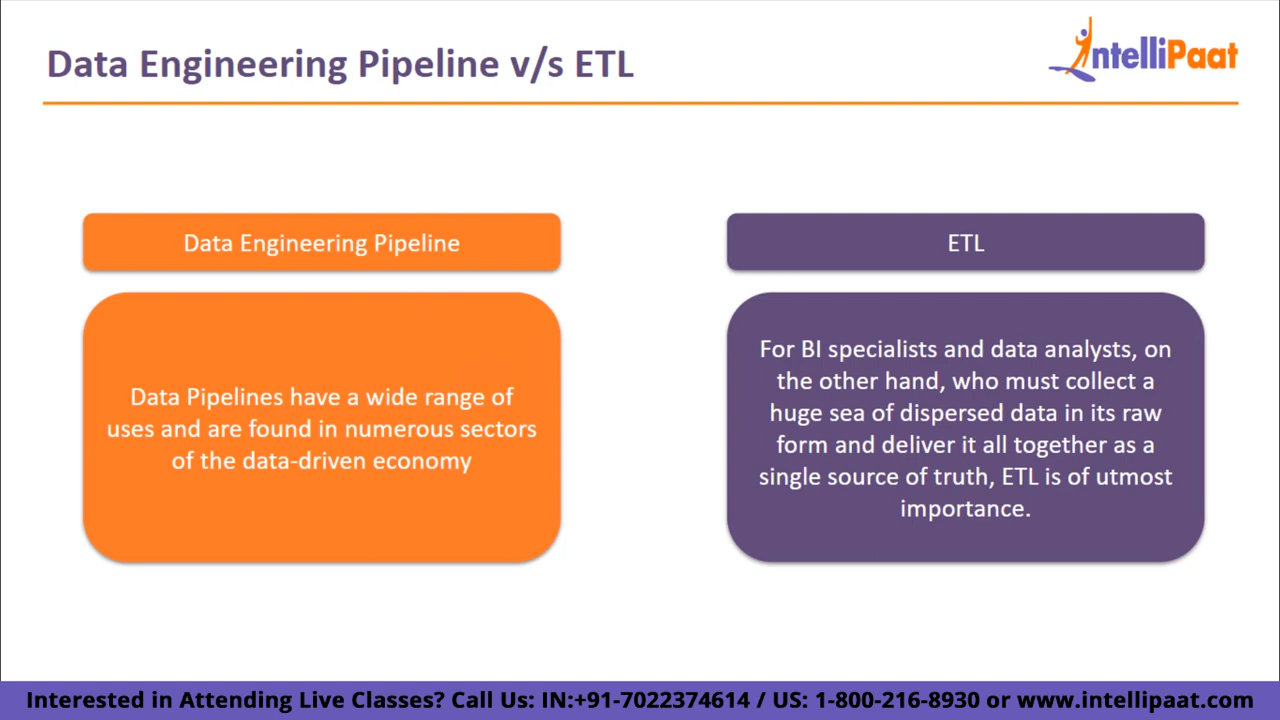 Data Engineering Pipeline v/s ETL
IntelliPaat
Data Engineering Pipeline
Data Pipelines have a wide range of
uses and are found in numerous sectors
of the data-driven economy
ETL
For BI specialists and data analysts, on
the other hand, who must collect a
huge sea of dispersed data in its raw
form and deliver it all together as a
single source of truth, ETL is of utmost
importance.
Interested in Attending Live Classes? Call Us: IN:+91-7022374614 / US: 1-800-216-8930 or www.intellipaat.com